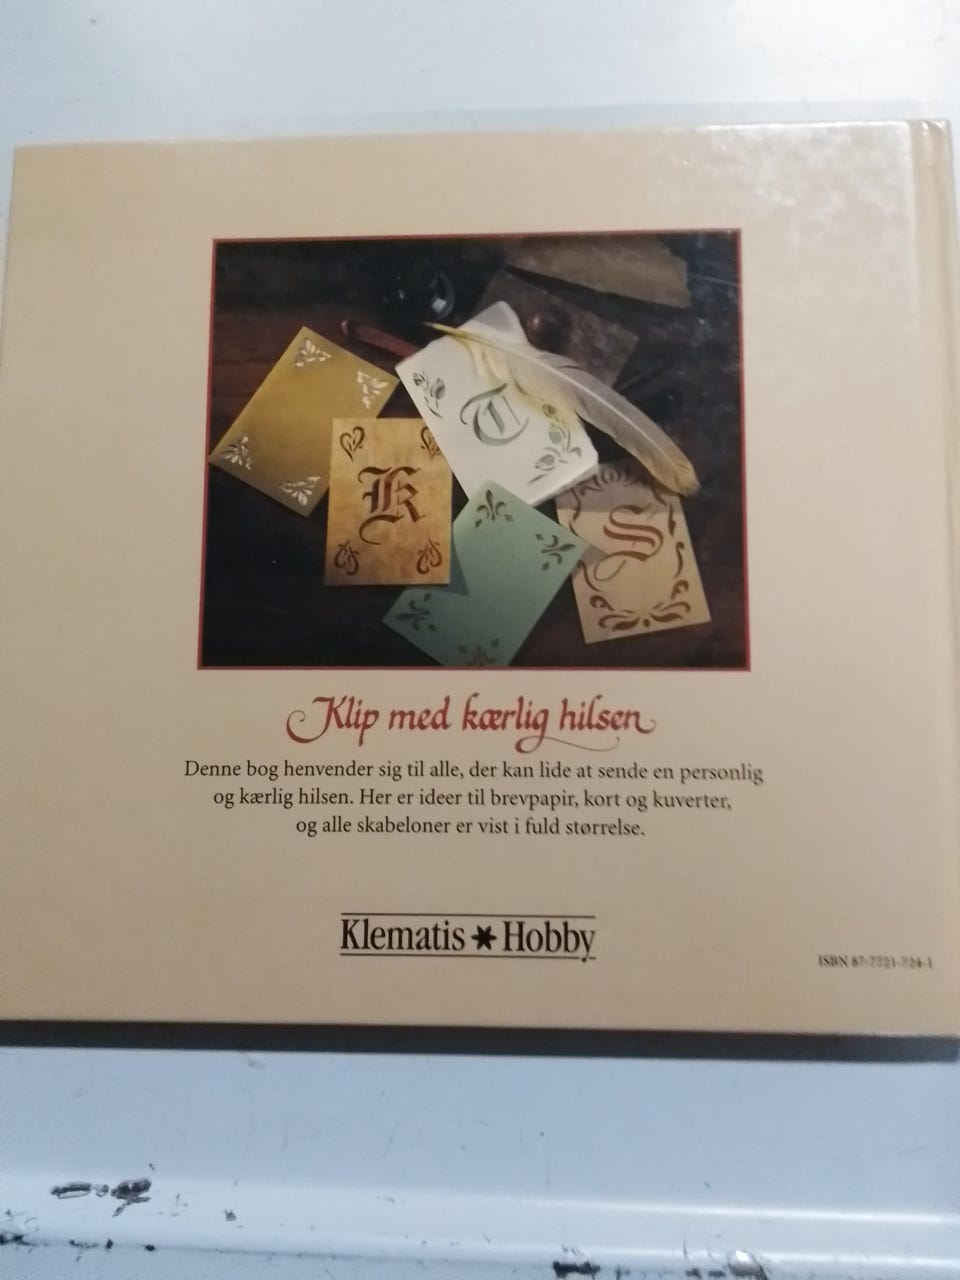 T
K
S
Klip med kærlig hilsen
Denne bog henvender sig til alle, der kan lide at sende en personlig
og kærlig hilsen. Her er ideer til brevpapir, kort og kuverter,
og alle skabeloner er vist i fuld størrelse.
Klematis Hobby
ISBN